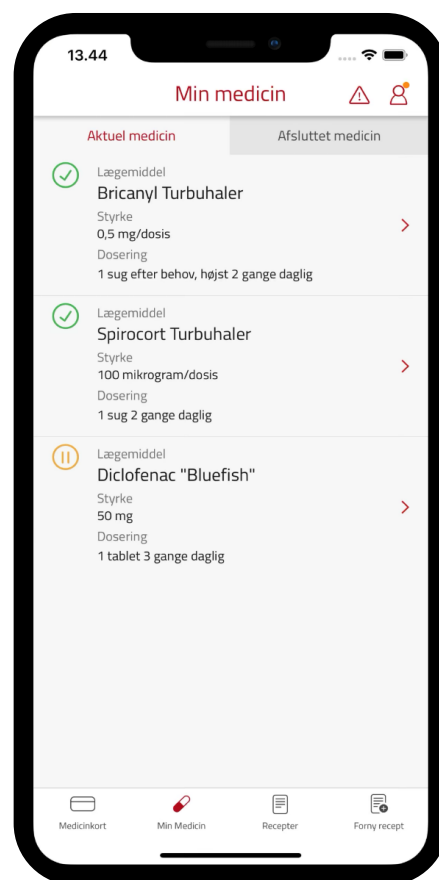 13.44
Min medicin
Aktuel medicin
Afsluttet medicin
Lægemiddel
Bricanyl Turbuhaler
Styrke
0,5 mg/dosis
Dosering
1 sug efter behov, højst 2 gange daglig
Lægemiddel
Spirocort Turbuhaler
Styrke
100 mikrogram/dosis
Dosering
1 sug 2 gange daglig
Lægemiddel
Diclofenac "Bluefish"
Styrke
50 mg
Dosering
1 tablet 3 gange daglig
Medicinkort
Min Medicin
Recepter
Forny recept